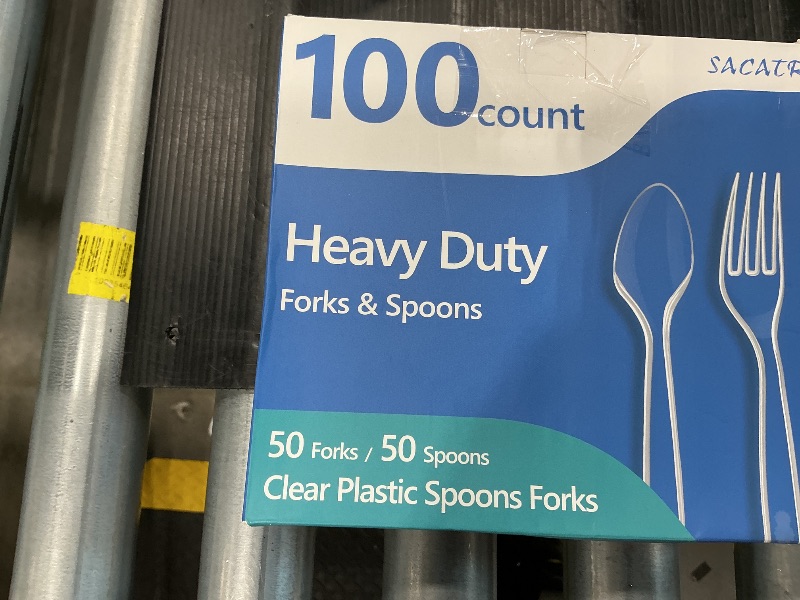 100 count
SACATR
Heavy Duty
Forks & Spoons
50 Forks / 50 Spoons
Clear Plastic Spoons Forks